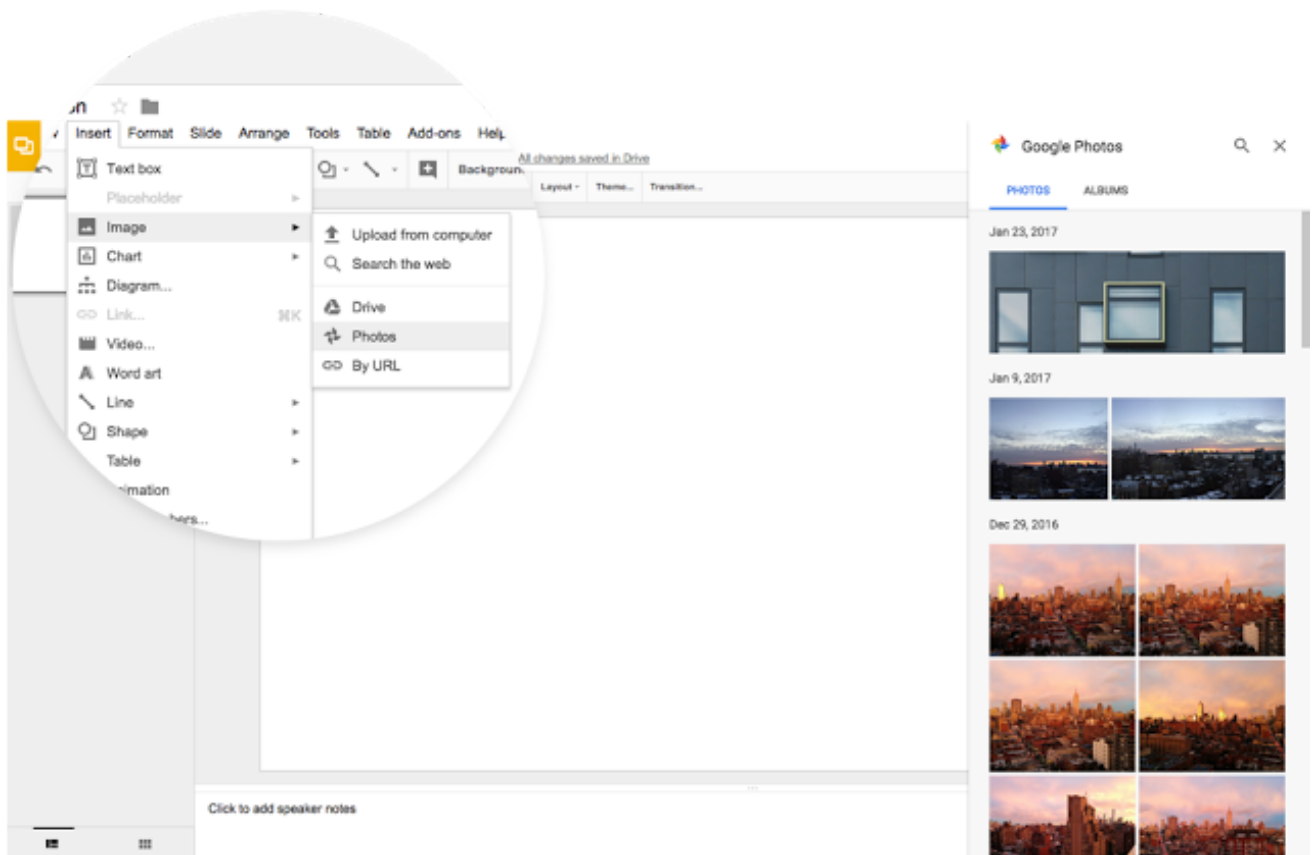 Insert Format Slide Arrange Tools Table Add-ons
Text box
Placeholder
Image
Chart
Diagram...
Link... ⌘K
Video...
Word art
Line
Shape
Table
Upload from computer
Search the web
Drive
Photos
By URL
All changes saved in Drive
Layout Theme... Transition...
Click to add speaker notes
Google Photos
PHOTOS ALBUMS
Jan 23, 2017
Jan 9, 2017
Dec 29, 2016